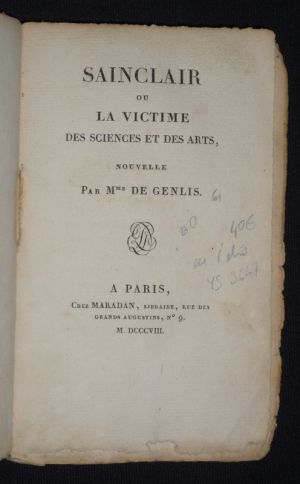 SAINCLAIR
OU
LA VICTIME
DES SCIENCES ET DES ARTS,
NOUVELLE
PAR Mme DE GENLIS.
406
A PARIS,
CHEZ MARADAN, LIBRAIRE, RUE DES
GRANDS AUGUSTINS, N° 9.
M. DCCCVIII.